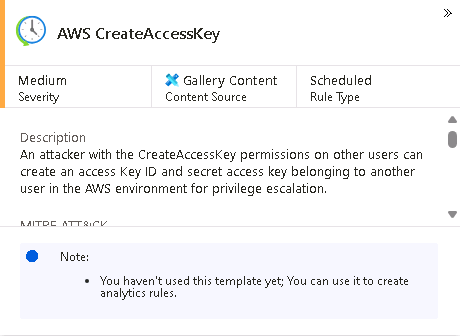 »
AWS CreateAccessKey
Medium
Severity
Gallery Content
Content Source
Scheduled
Rule Type
Description
An attacker with the CreateAccessKey permissions on other users can
create an access Key ID and secret access key belonging to another
user in the AWS environment for privilege escalation.
MITRE ATT&CK
Note:
• You haven't used this template yet; You can use it to create
analytics rules.